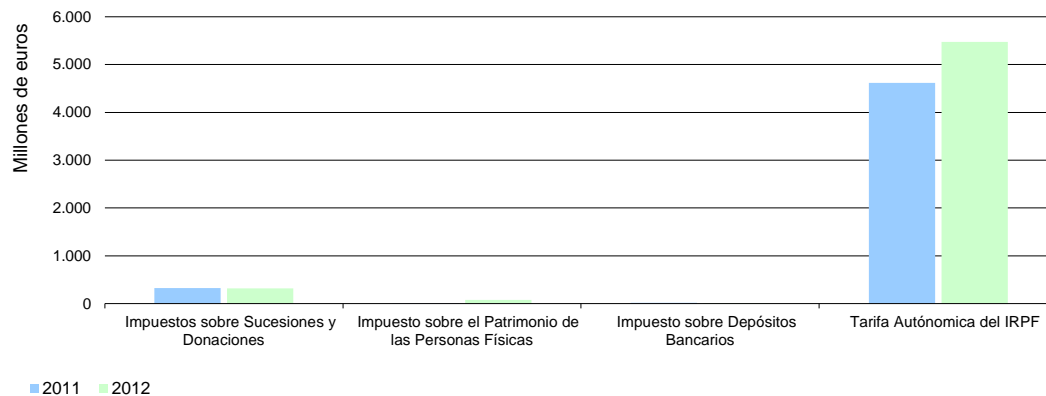 6.000
5.000
4.000
3.000
2.000
1.000
0
Millones de euros
Impuestos sobre Sucesiones y
Donaciones
Impuesto sobre el Patrimonio de
las Personas Físicas
Impuesto sobre Depósitos
Bancarios
Tarifa Autónomica del IRPF
2011 2012